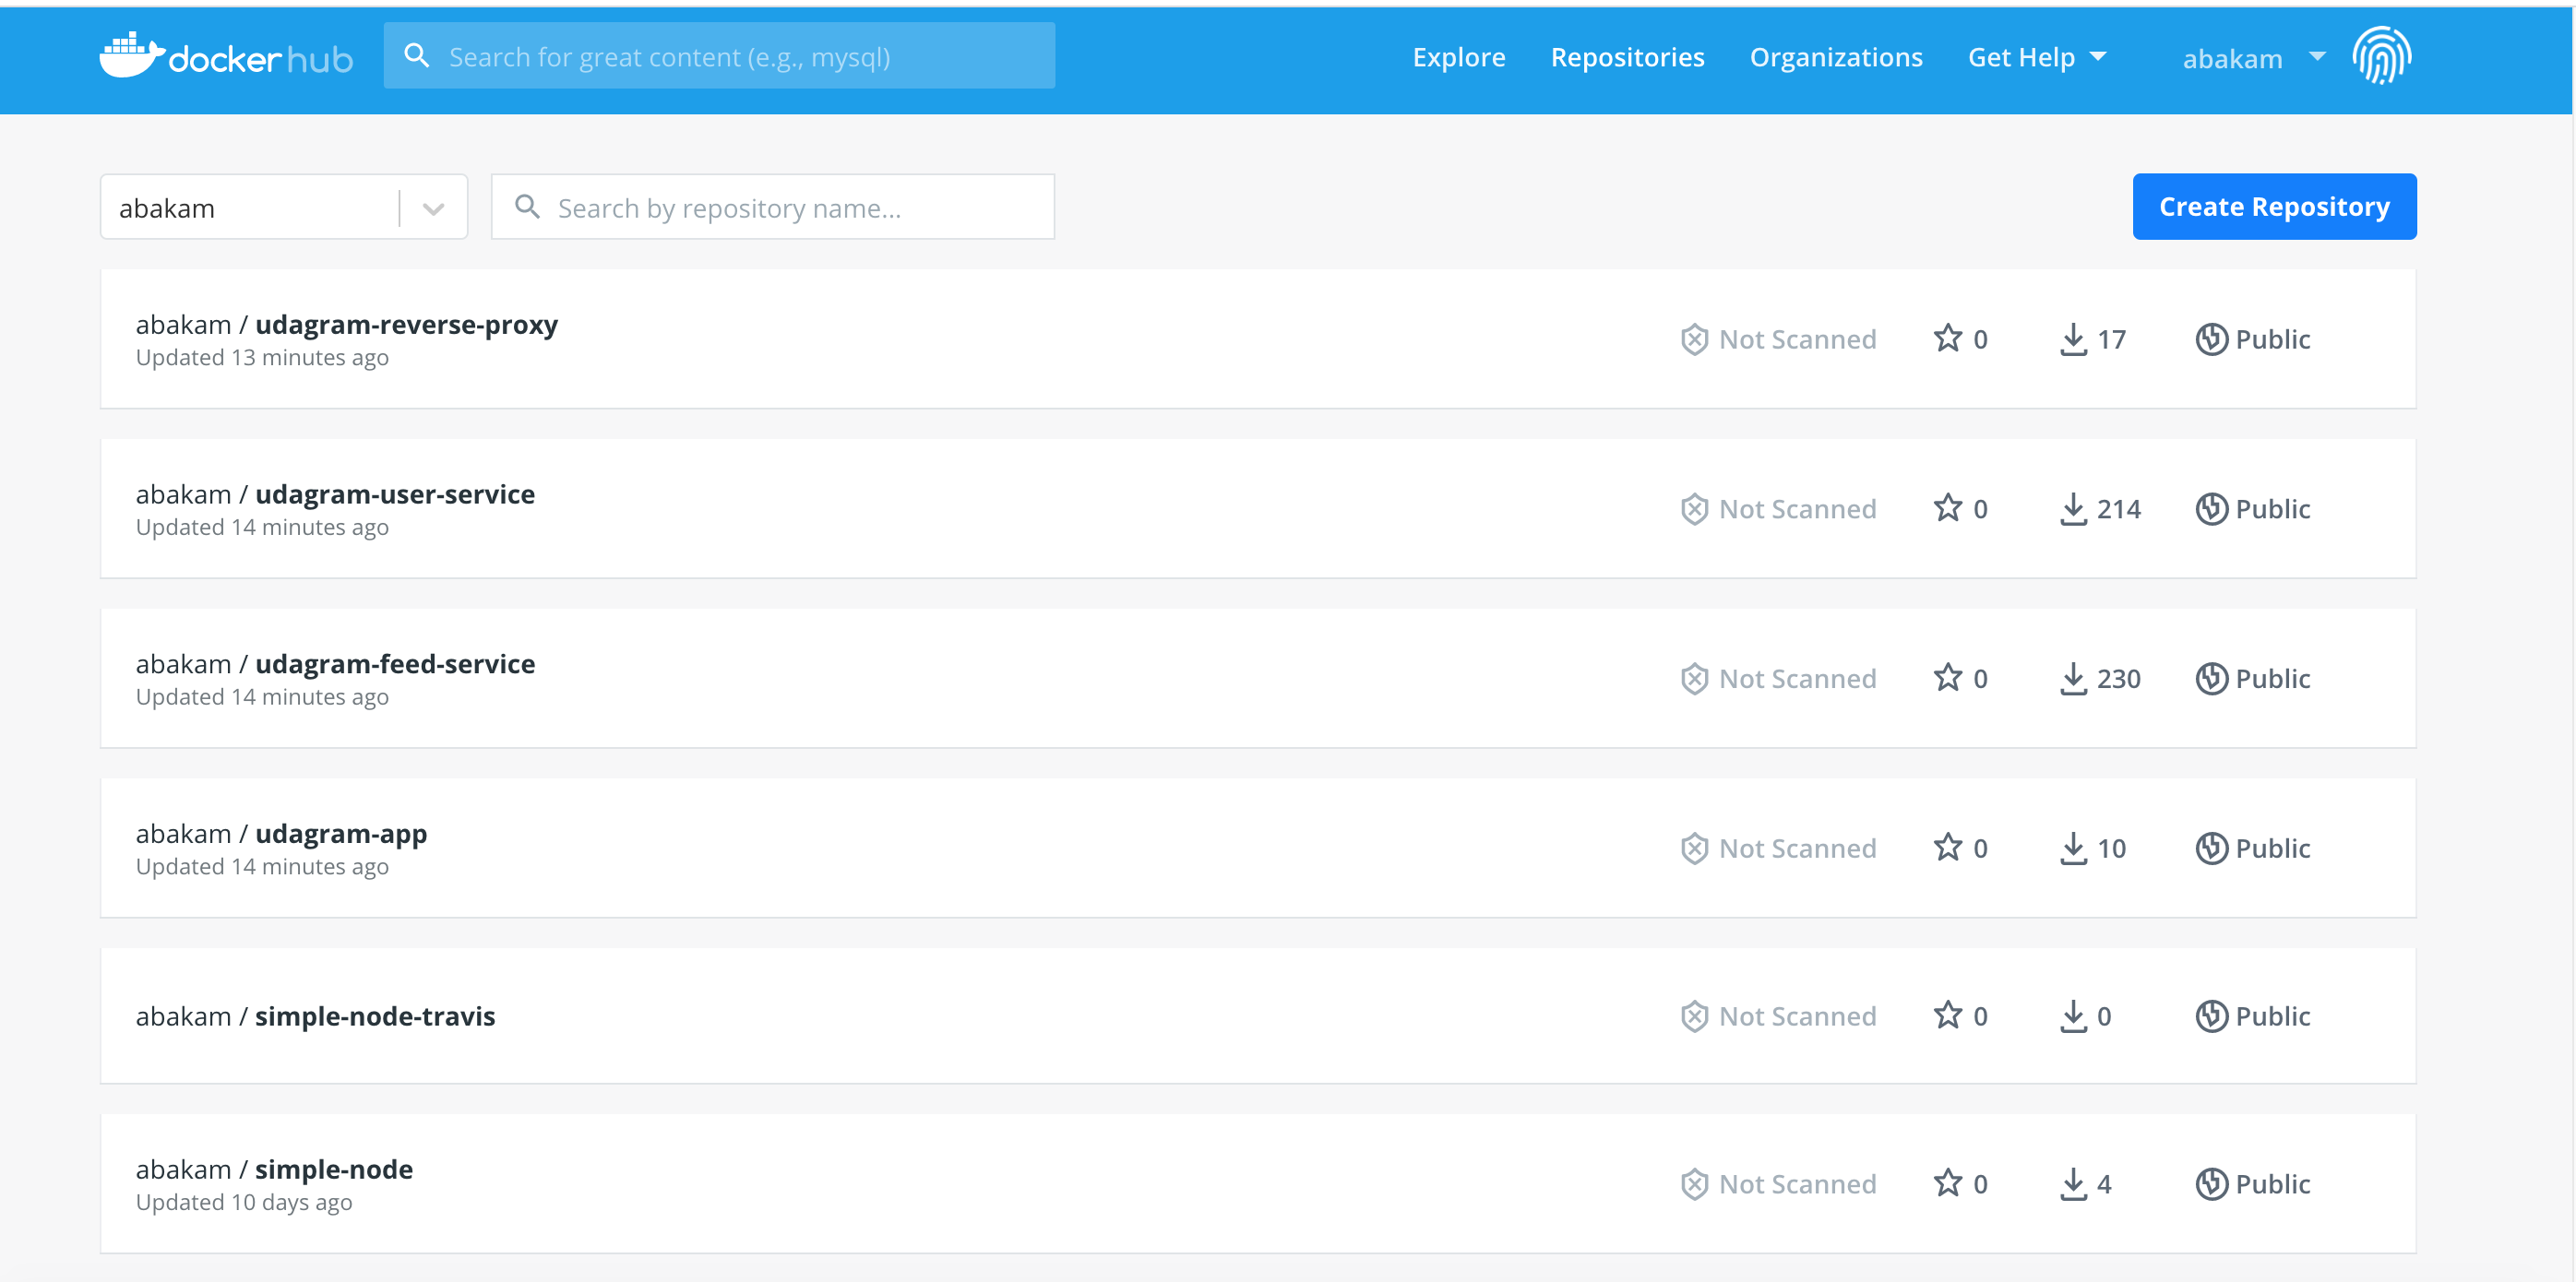 docker hub
Search for great content (e.g., mysql)
Explore
Repositories
Organizations
Get Help
abakam
abakam
Search by repository name...
Create Repository
abakam / udagram-reverse-proxy
Updated 13 minutes ago
Not Scanned
0
17
Public
abakam / udagram-user-service
Updated 14 minutes ago
Not Scanned
0
214
Public
abakam / udagram-feed-service
Updated 14 minutes ago
Not Scanned
0
230
Public
abakam / udagram-app
Updated 14 minutes ago
Not Scanned
0
10
Public
abakam / simple-node-travis
Not Scanned
0
0
Public
abakam / simple-node
Updated 10 days ago
Not Scanned
0
4
Public